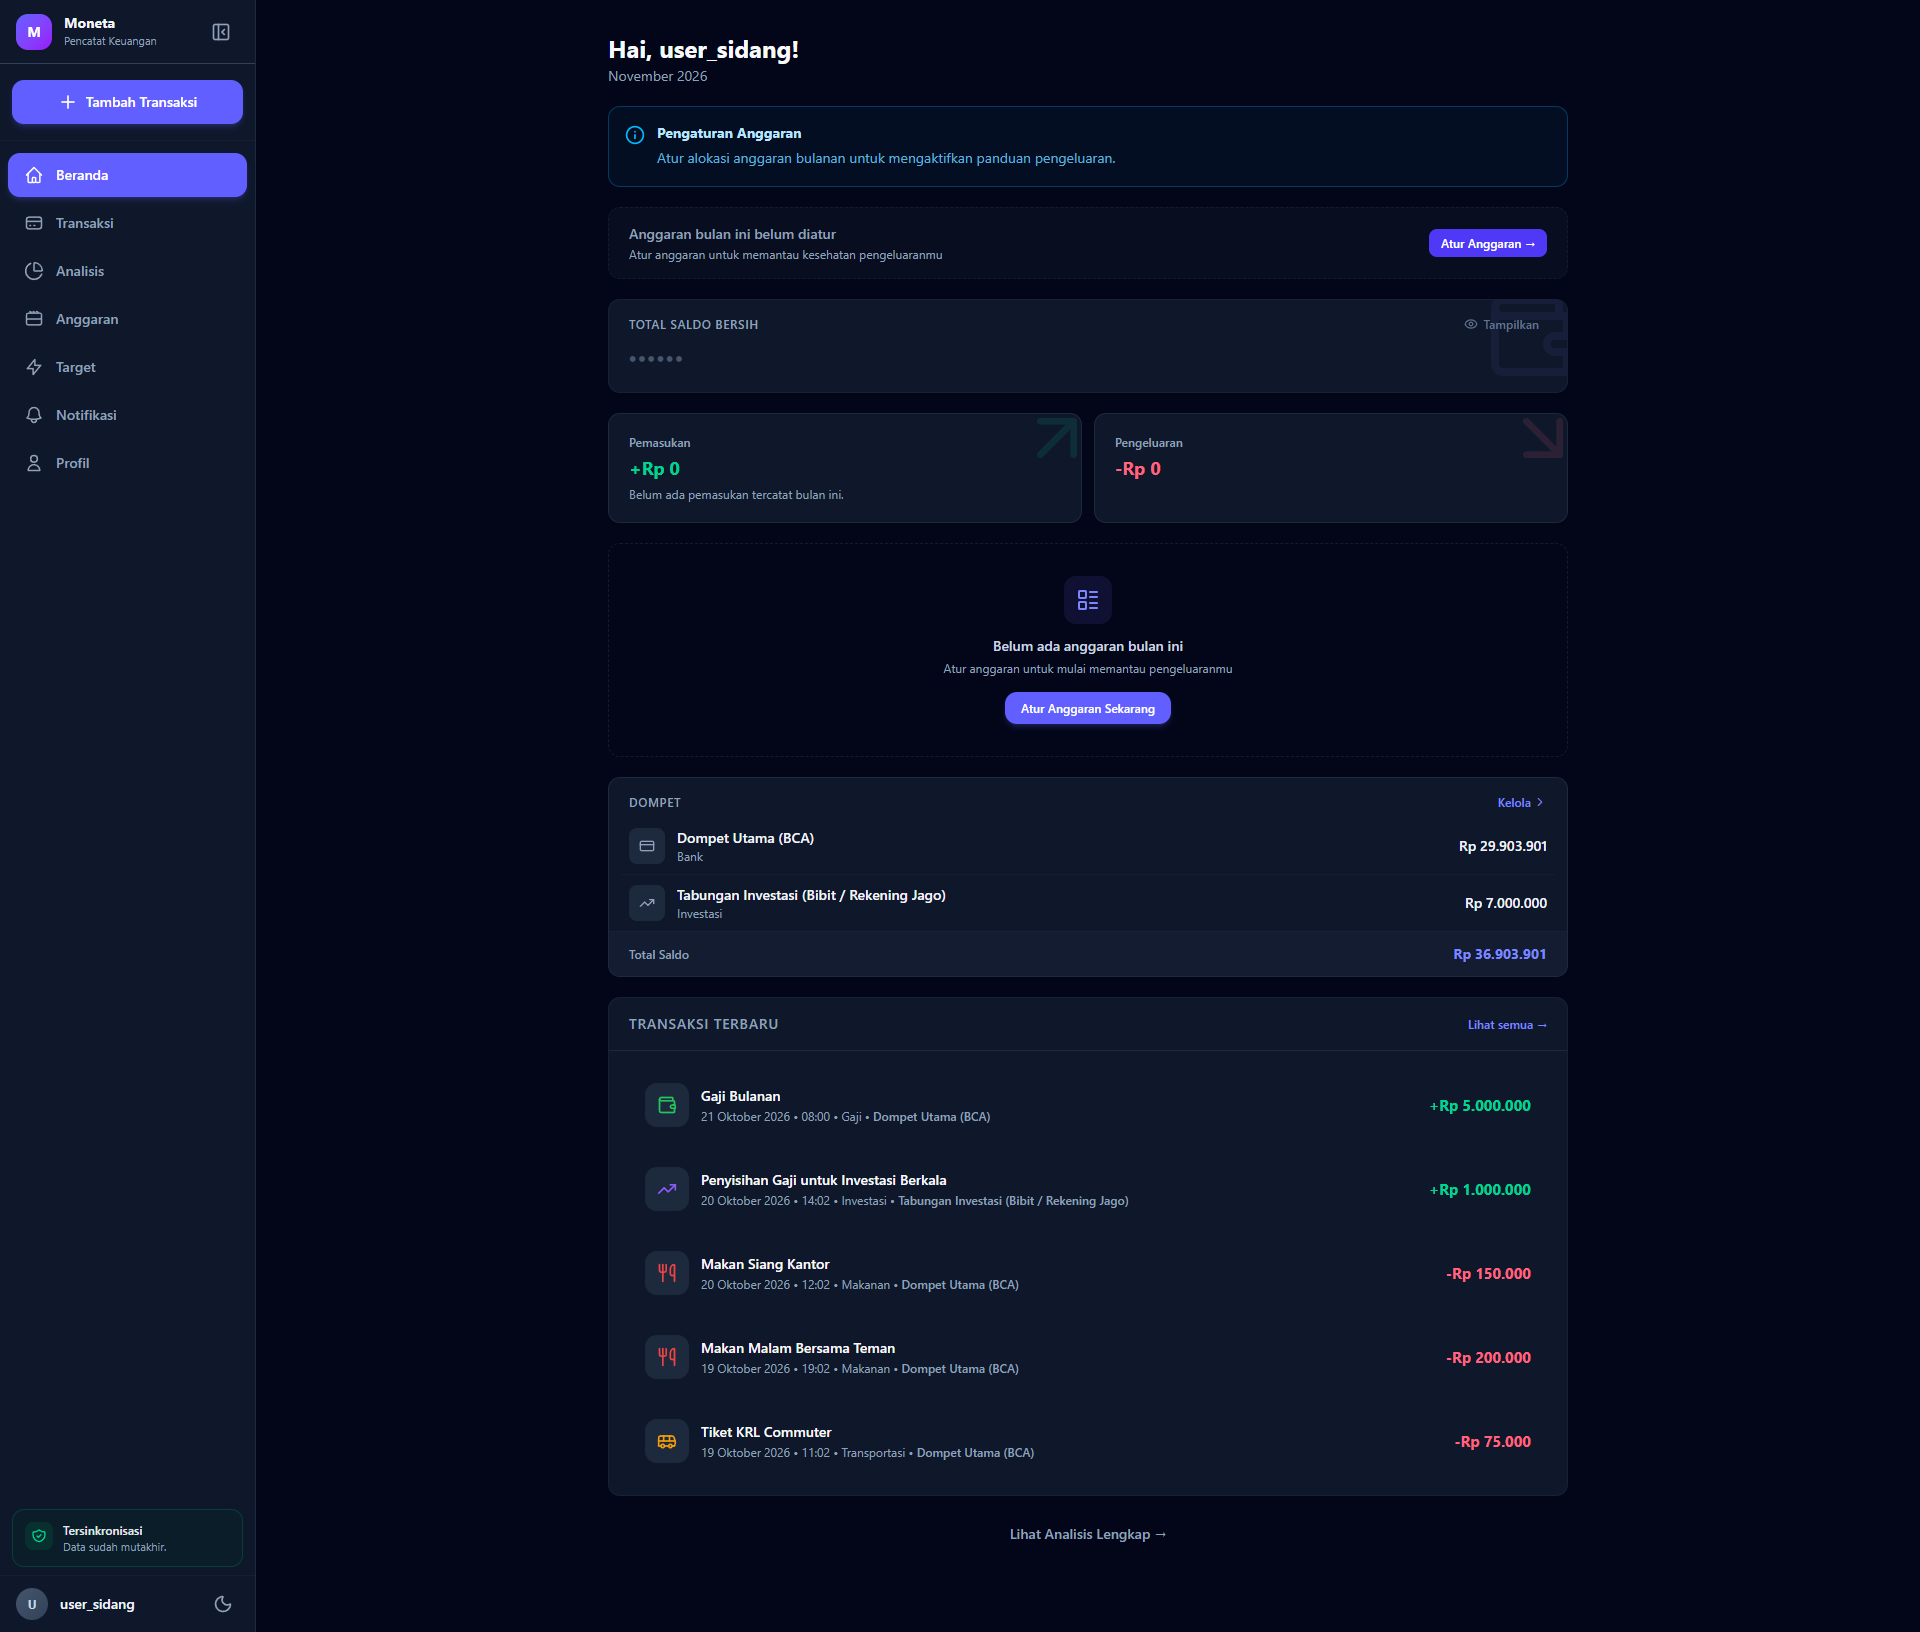 M
Moneta
Pencatat Keuangan
+ Tambah Transaksi
Beranda
Transaksi
Analisis
Anggaran
Target
Notifikasi
Profil
Tersinkronisasi
Data sudah mutakhir.
U
user_sidang
Hai, user_sidang!
November 2026
Pengaturan Anggaran
Atur alokasi anggaran bulanan untuk mengaktifkan panduan pengeluaran.
Anggaran bulan ini belum diatur
Atur anggaran untuk memantau kesehatan pengeluaranmu
Atur Anggaran →
TOTAL SALDO BERSIH
Tampilkan
••••••
Pemasukan
+Rp 0
Belum ada pemasukan tercatat bulan ini.
Pengeluaran
-Rp 0
Belum ada anggaran bulan ini
Atur anggaran untuk mulai memantau pengeluaranmu
Atur Anggaran Sekarang
DOMPET
Kelola >
Dompet Utama (BCA)
Bank
Rp 29.903.901
Tabungan Investasi (Bibit / Rekening Jago)
Investasi
Rp 7.000.000
Total Saldo
Rp 36.903.901
TRANSAKSI TERBARU
Lihat semua →
Gaji Bulanan
21 Oktober 2026 • 08:00 • Gaji • Dompet Utama (BCA)
+Rp 5.000.000
Penyisihan Gaji untuk Investasi Berkala
20 Oktober 2026 • 14:02 • Investasi • Tabungan Investasi (Bibit / Rekening Jago)
+Rp 1.000.000
Makan Siang Kantor
20 Oktober 2026 • 12:02 • Makanan • Dompet Utama (BCA)
-Rp 150.000
Makan Malam Bersama Teman
19 Oktober 2026 • 19:02 • Makanan • Dompet Utama (BCA)
-Rp 200.000
Tiket KRL Commuter
19 Oktober 2026 • 11:02 • Transportasi • Dompet Utama (BCA)
-Rp 75.000
Lihat Analisis Lengkap →